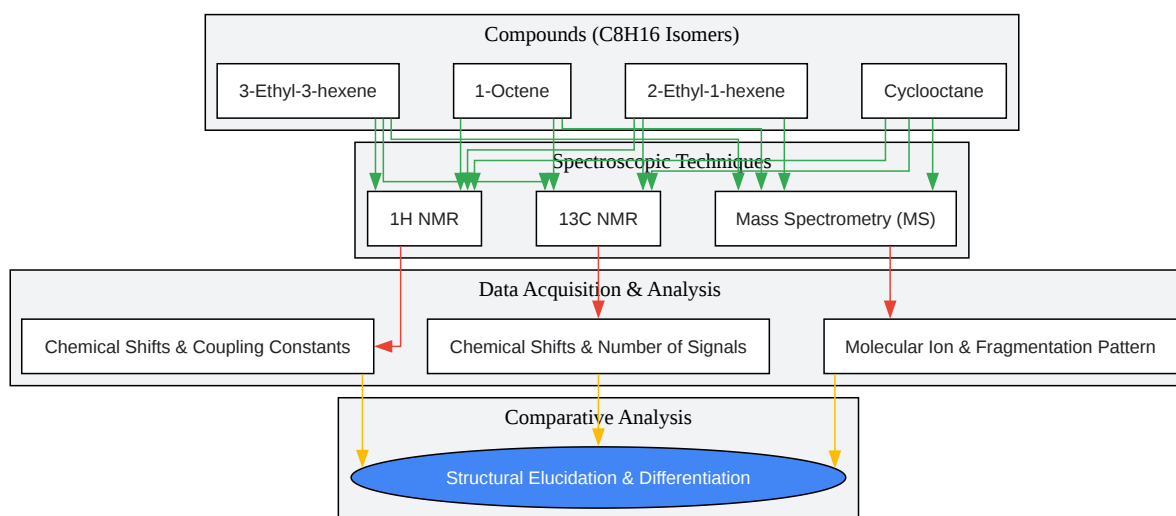 Compounds (C8H16 Isomers)
3-Ethyl-3-hexene
1-Octene
2-Ethyl-1-hexene
Cyclooctane
Spectroscopic Techniques
1H NMR
13C NMR
Mass Spectrometry (MS)
Data Acquisition & Analysis
Chemical Shifts & Coupling Constants
Chemical Shifts & Number of Signals
Molecular Ion & Fragmentation Pattern
Comparative Analysis
Structural Elucidation & Differentiation